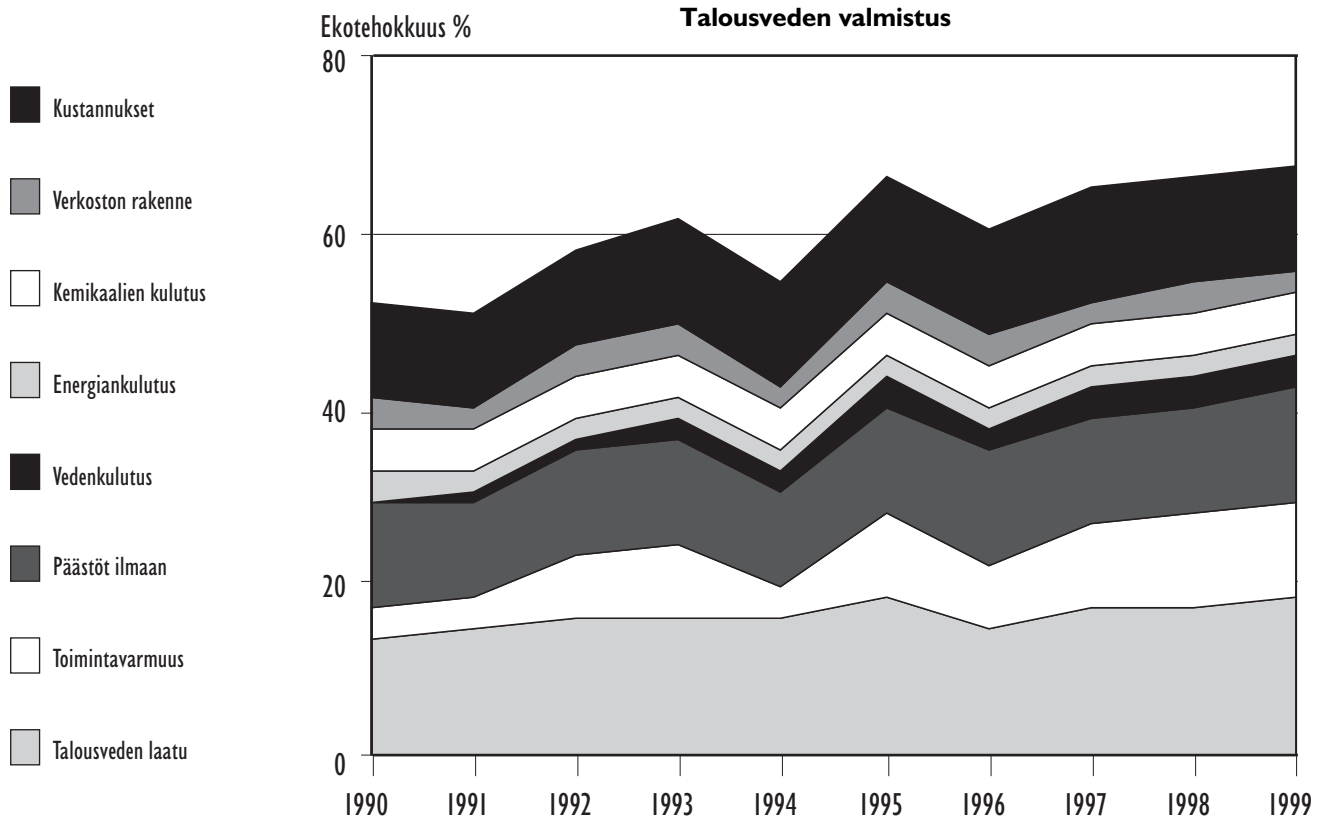 Talousveden valmistus
Ekotehokkuus %
80
60
40
20
0
Kustannukset
Verkoston rakenne
Kemikaalien kulutus
Energiankulutus
Vedenkulutus
Päästöt ilmaan
Toimintavarmuus
Talousveden laatu
1990 1991 1992 1993 1994 1995 1996 1997 1998 1999